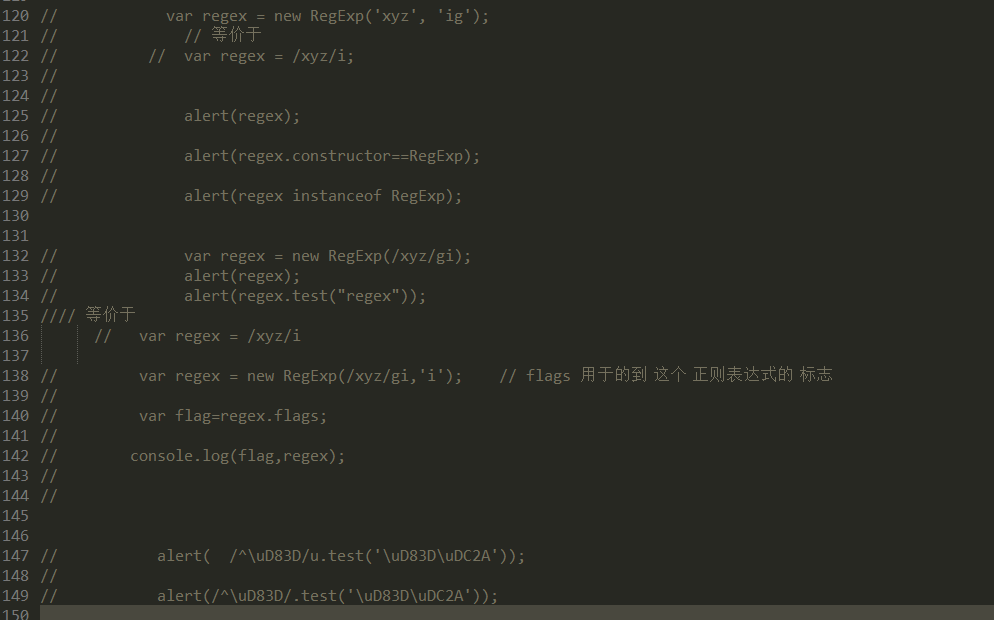 120 // var regex = new RegExp('xyz', 'ig');
121 // // 等价于
122 // // var regex = /xyz/i;
123 //
124 //
125 // alert(regex);
126 //
127 // alert(regex.constructor==RegExp);
128 //
129 // alert(regex instanceof RegExp);
130
131
132 // var regex = new RegExp(/xyz/gi);
133 // alert(regex);
134 // alert(regex.test("regex"));
135 //// 等价于
136 // var regex = /xyz/i
137
138 // var regex = new RegExp(/xyz/gi,'i'); // flags 用于的到 这个 正则表达式的 标志
139 //
140 // var flag=regex.flags;
141 //
142 // console.log(flag,regex);
143 //
144 //
145
146
147 // alert( /^\uD83D/u.test('\uD83D\uDC2A'));
148 //
149 // alert(/^\uD83D/.test('\uD83D\uDC2A'));
150